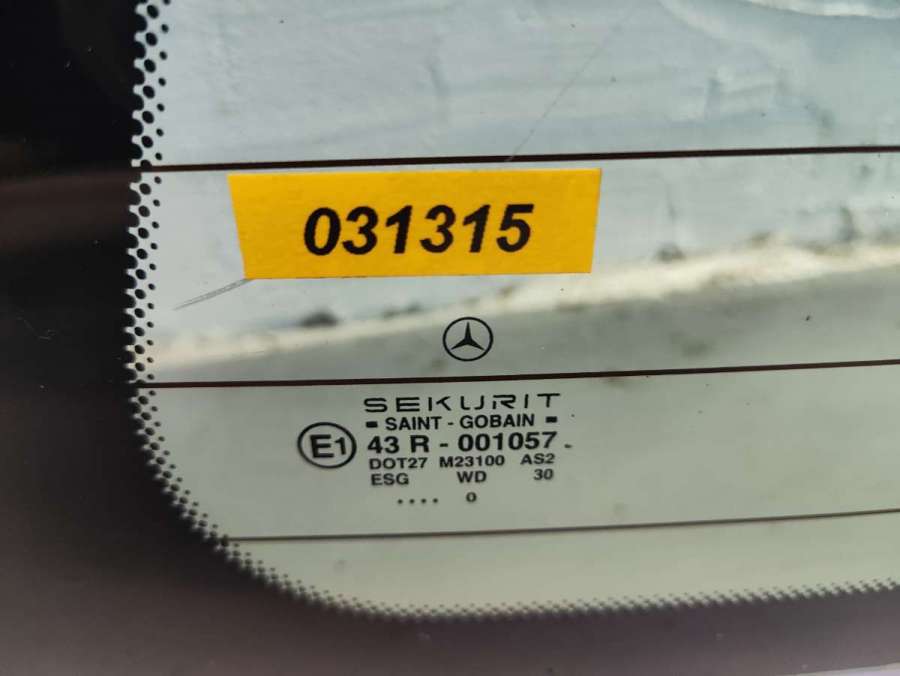 031315
SEKURIT
SAINT - GOBAIN
E1 43 R - 001057
DOT27 M23100 AS2
ESG WD 30
.... 0